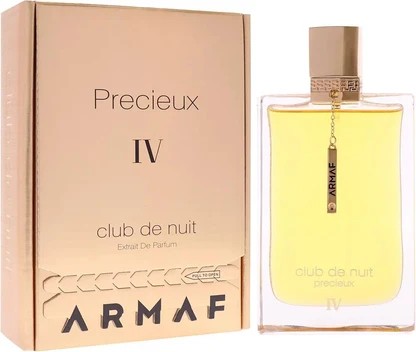 Precieux
IV
club de nuit
Extrait De Parfum
PULL TO OPEN
ARMAF
ARMAF
club de nuit
precieux
IV